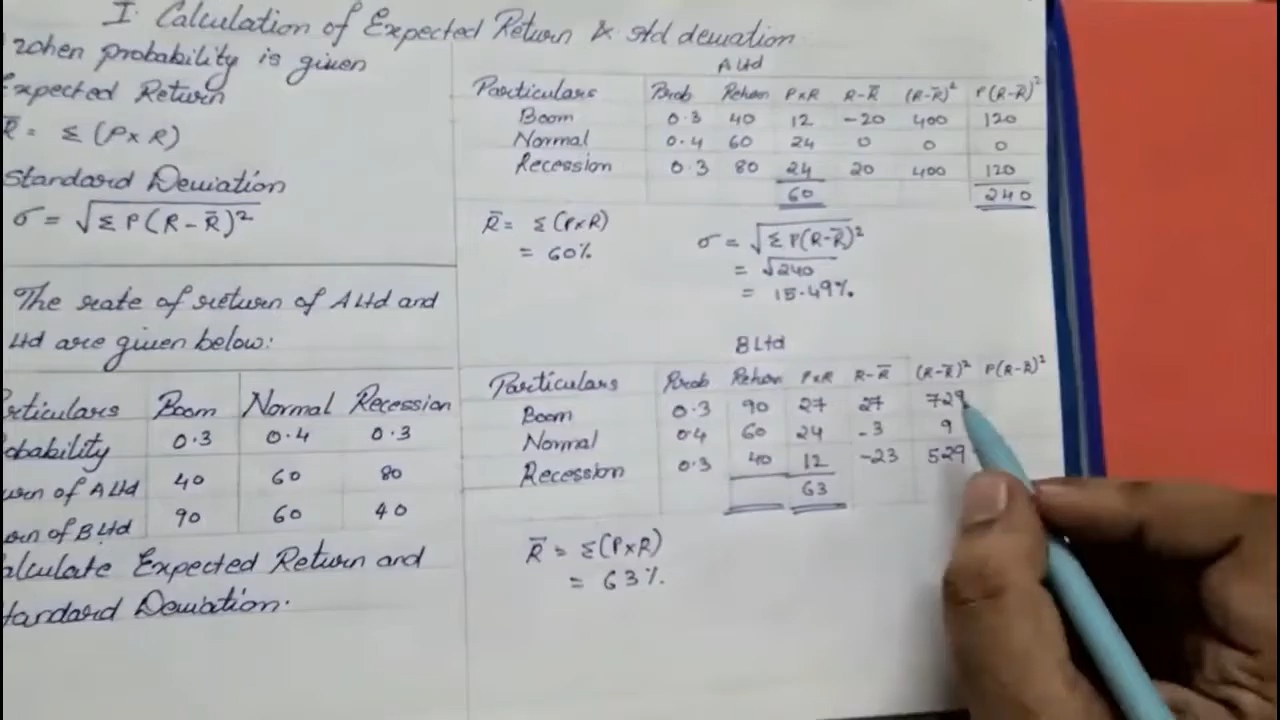 I. Calculation of Expected Return & std deviation
when probability is given
Expected Return
R̄ = Σ (P×R)
Standard Deviation
σ = √Σ P(R-R̄)²
The rate of return of A Ltd and
Ltd are given below:
Particulars Boom Normal Recession
Probability 0.3 0.4 0.3
Return of A Ltd 40 60 80
Return of B Ltd 90 60 40
Calculate Expected Return and
Standard Deviation.
A Ltd
Particulars Prob Return P×R R-R̄ (R-R̄)² P(R-R̄)²
Boom 0.3 40 12 -20 400 120
Normal 0.4 60 24 0 0 0
Recession 0.3 80 24 20 400 120
60 240
R̄ = Σ (P×R)
= 60%
σ = √Σ P(R-R̄)²
= √240
= 15.49%
B Ltd
Particulars Prob Return P×R R-R̄ (R-R̄)² P(R-R̄)²
Boom 0.3 90 27 27 729
Normal 0.4 60 24 -3 9
Recession 0.3 40 12 -23 529
63
R̄ = Σ(P×R)
= 63%